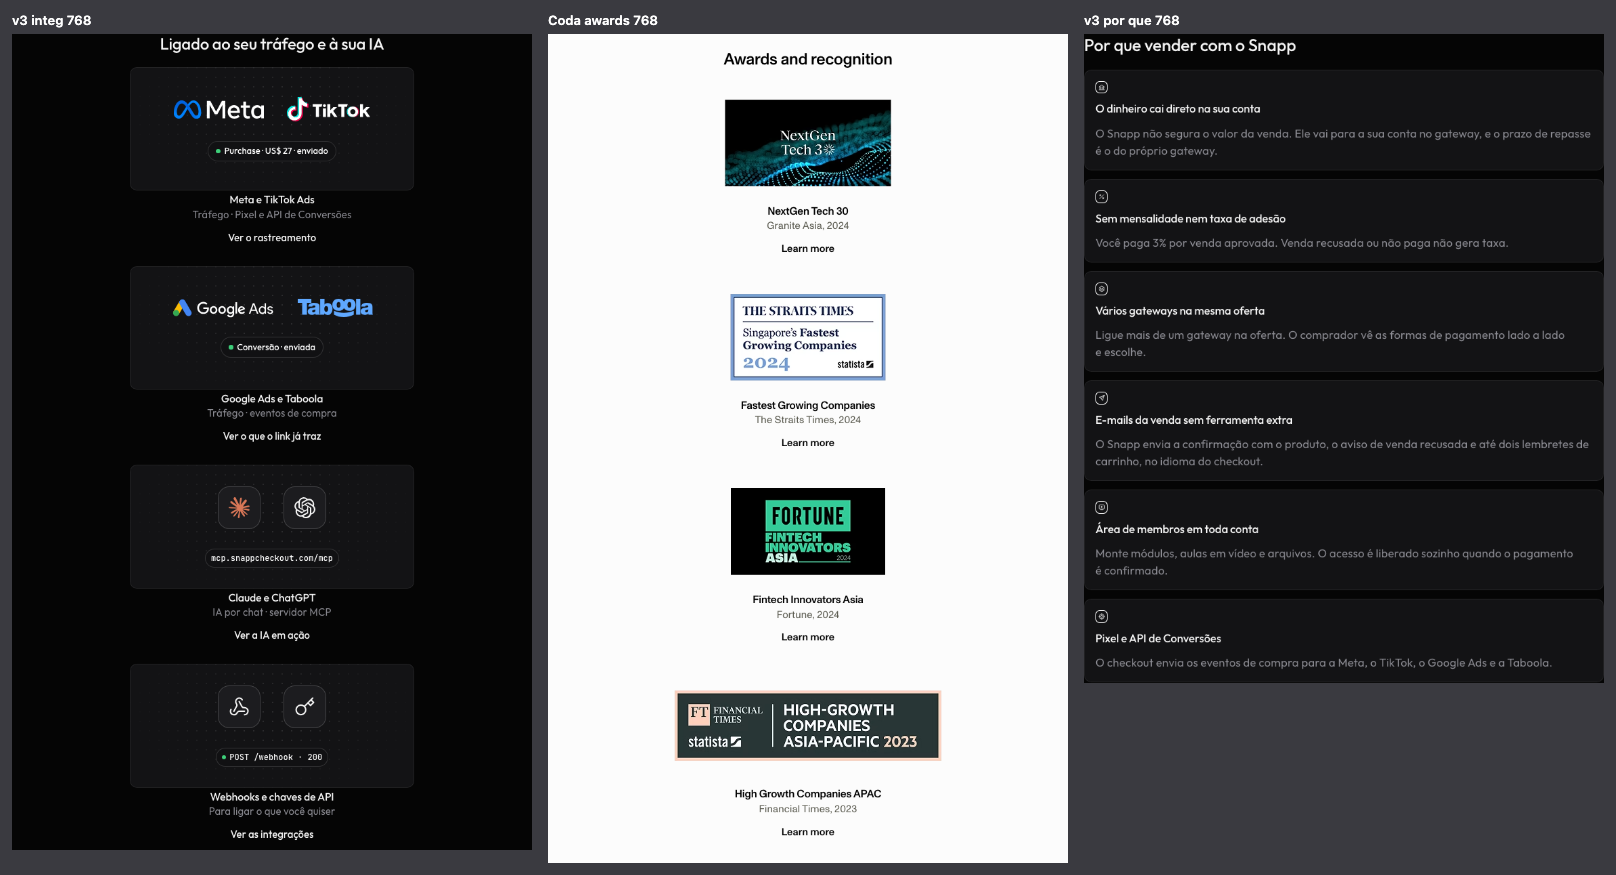 v3 integ 768
Ligado ao seu tráfego e à sua IA
Meta
TikTok
Purchase · US$ 27 · enviado
Meta e TikTok Ads
Tráfego · Pixel e API de Conversões
Ver o rastreamento
Google Ads
Taboola
Conversão · enviada
Google Ads e Taboola
Tráfego · eventos de compra
Ver o que o link já traz
mcp.snappcheckout.com/mcp
Claude e ChatGPT
IA por chat · servidor MCP
Ver a IA em ação
POST /webhook · 200
Webhooks e chaves de API
Para ligar o que você quiser
Ver as integrações
Coda awards 768
Awards and recognition
NextGen
Tech 30
NextGen Tech 30
Granite Asia, 2024
Learn more
THE STRAITS TIMES
Singapore's Fastest
Growing Companies
2024
statista
Fastest Growing Companies
The Straits Times, 2024
Learn more
FORTUNE
FINTECH
INNOVATORS
ASIA
2024
Fintech Innovators Asia
Fortune, 2024
Learn more
FT FINANCIAL
TIMES
statista
HIGH-GROWTH
COMPANIES
ASIA-PACIFIC 2023
High Growth Companies APAC
Financial Times, 2023
Learn more
v3 por que 768
Por que vender com o Snapp
O dinheiro cai direto na sua conta
O Snapp não segura o valor da venda. Ele vai para a sua conta no gateway, e o prazo de repasse
é o do próprio gateway.
Sem mensalidade nem taxa de adesão
Você paga 3% por venda aprovada. Venda recusada ou não paga não gera taxa.
Vários gateways na mesma oferta
Ligue mais de um gateway na oferta. O comprador vê as formas de pagamento lado a lado
e escolhe.
E-mails da venda sem ferramenta extra
O Snapp envia a confirmação com o produto, o aviso de venda recusada e até dois lembretes de
carrinho, no idioma do checkout.
Área de membros em toda conta
Monte módulos, aulas em vídeo e arquivos. O acesso é liberado sozinho quando o pagamento
é confirmado.
Pixel e API de Conversões
O checkout envia os eventos de compra para a Meta, o TikTok, o Google Ads e a Taboola.